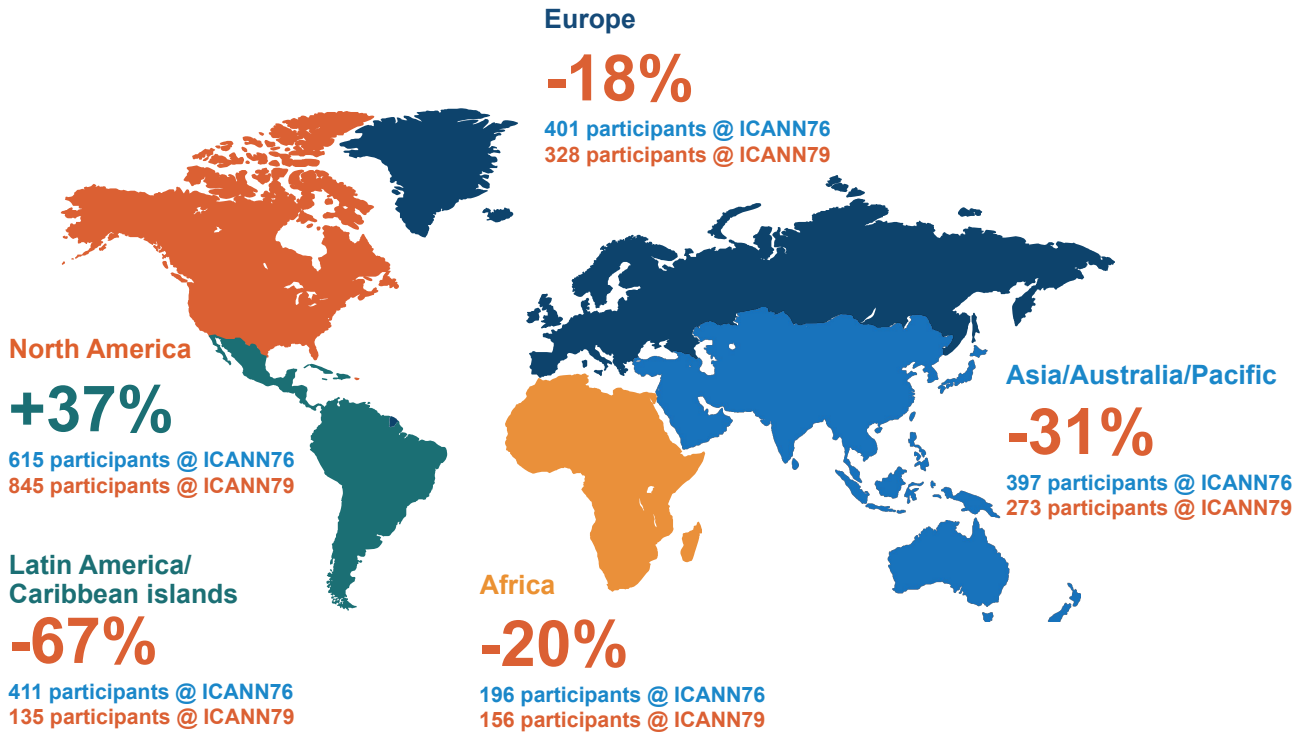 Europe
-18%
401 participants @ ICANN76
328 participants @ ICANN79
North America
+37%
615 participants @ ICANN76
845 participants @ ICANN79
Asia/Australia/Pacific
-31%
397 participants @ ICANN76
273 participants @ ICANN79
Latin America/
Caribbean islands
-67%
411 participants @ ICANN76
135 participants @ ICANN79
Africa
-20%
196 participants @ ICANN76
156 participants @ ICANN79